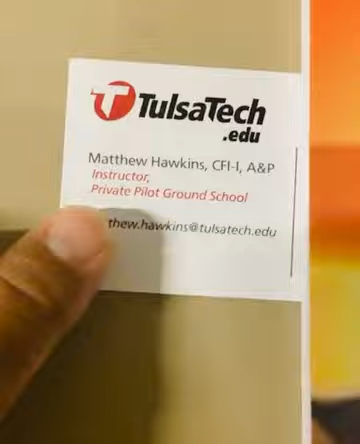 TulsaTech
.edu
Matthew Hawkins, CFI-I, A&P
Instructor,
Private Pilot Ground School
thew.hawkins@tulsatech.edu